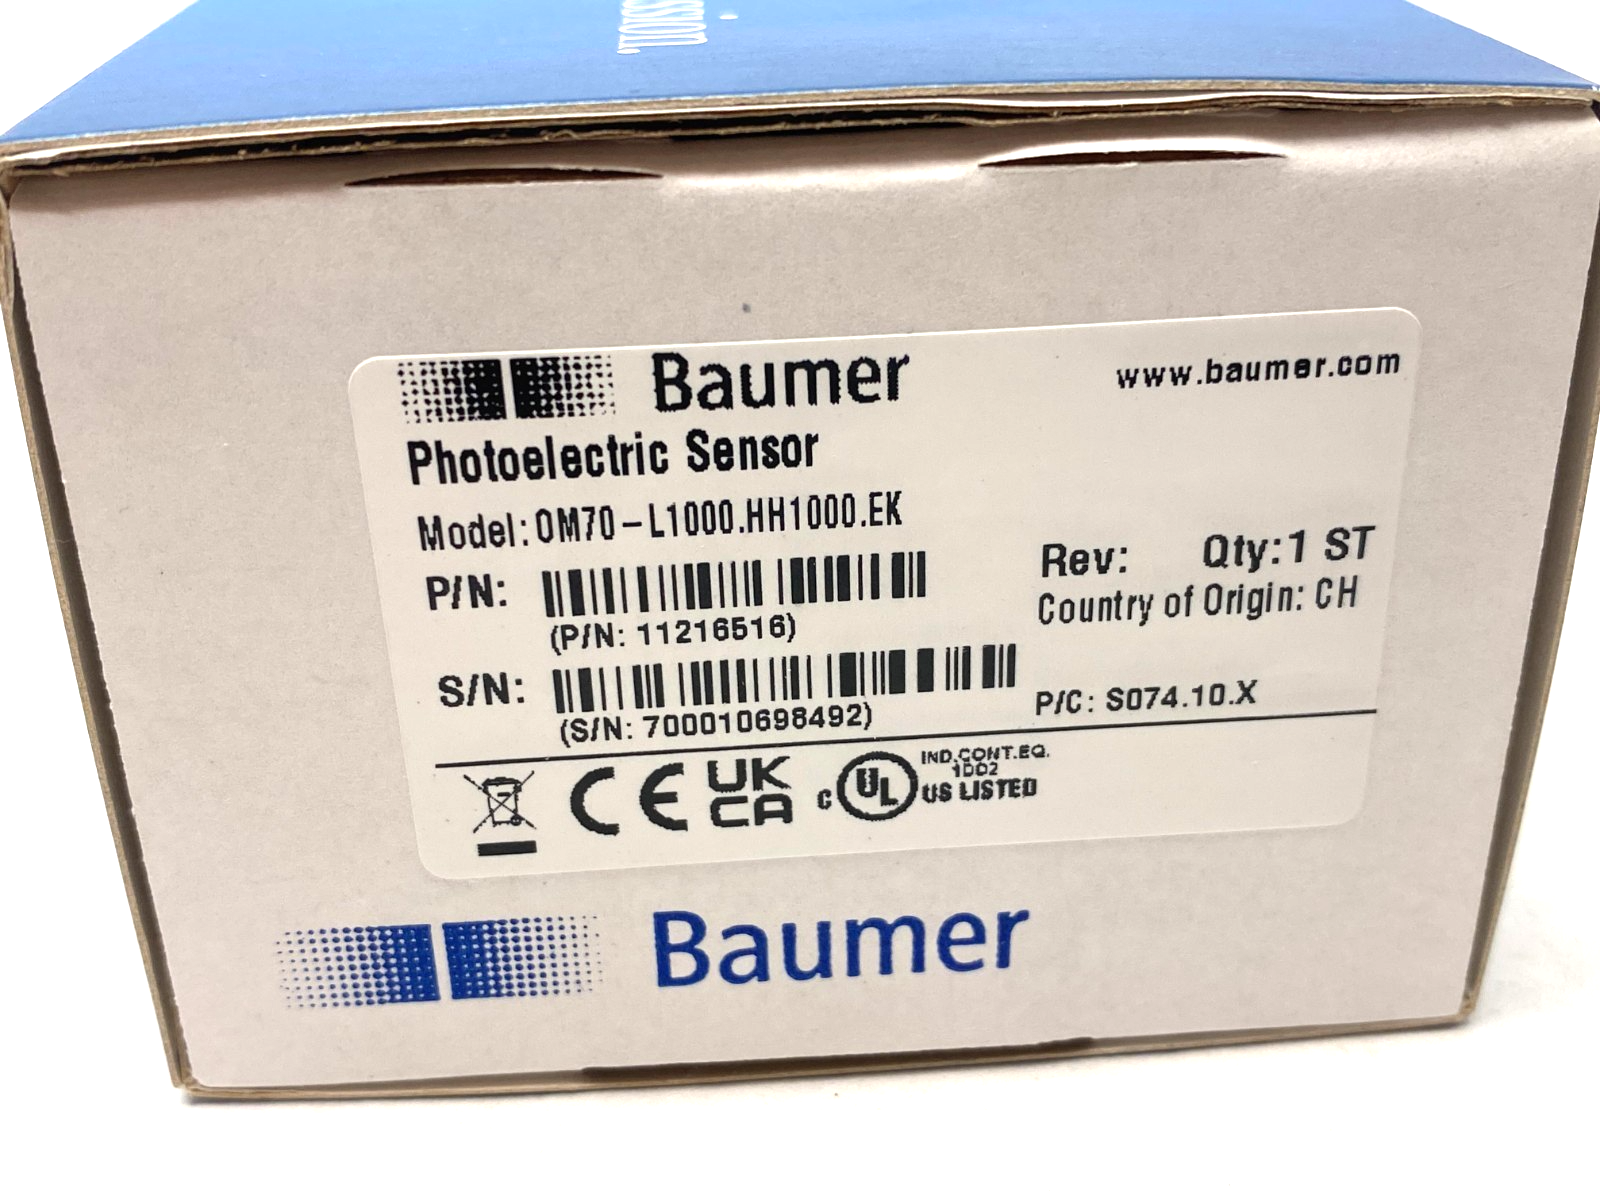 Baumer
www.baumer.com
Photoelectric Sensor
Model: OM70-L1000.HH1000.EK
P/N:
(P/N: 11216516)
Rev: Qty:1 ST
Country of Origin: CH
S/N:
(S/N: 700010698492)
P/C: S074.10.X
CE
UK
CA
C UL US LISTED
IND.CONT.EQ.
1DD2
Baumer